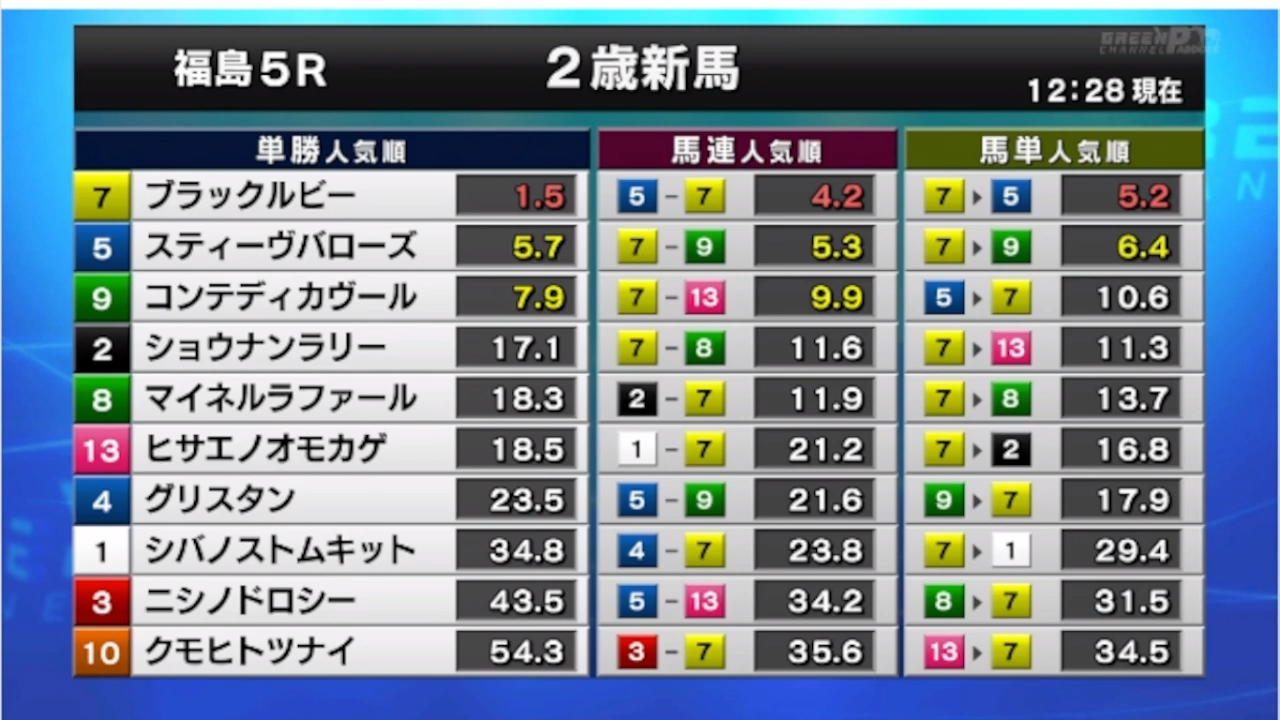 GREEN CHANNEL
福島5R 2歳新馬
12:28現在
単勝人気順 馬連人気順 馬単人気順
7 ブラックルビー 1.5 5-7 4.2 7▸5 5.2
5 スティーヴバローズ 5.7 7-9 5.3 7▸9 6.4
9 コンテディカヴール 7.9 7-13 9.9 5▸7 10.6
2 ショウナンラリー 17.1 7-8 11.6 7▸13 11.3
8 マイネルラファール 18.3 2-7 11.9 7▸8 13.7
13 ヒサエノオモカゲ 18.5 1-7 21.2 7▸2 16.8
4 グリスタン 23.5 5-9 21.6 9▸7 17.9
1 シバノストムキット 34.8 4-7 23.8 7▸1 29.4
3 ニシノドロシー 43.5 5-13 34.2 8▸7 31.5
10 クモヒトツナイ 54.3 3-7 35.6 13▸7 34.5